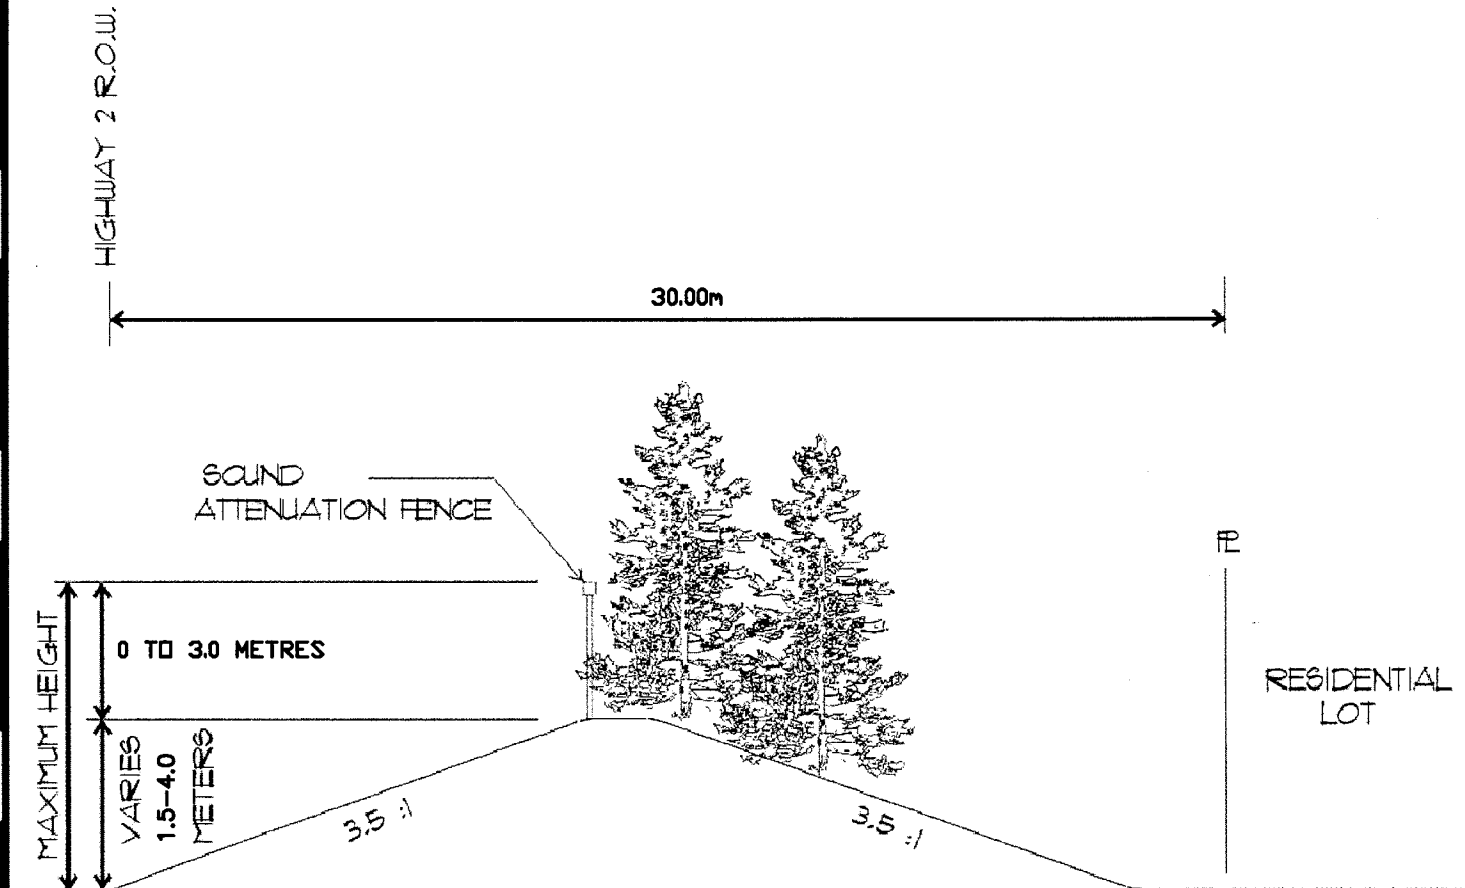 HIGHWAY 2 R.O.W.
30.00m
SOUND
ATTENUATION FENCE
PL
MAXIMUM HEIGHT
0 TO 3.0 METRES
VARIES
1.5-4.0
METERS
3.5 :1
3.5 :1
RESIDENTIAL
LOT